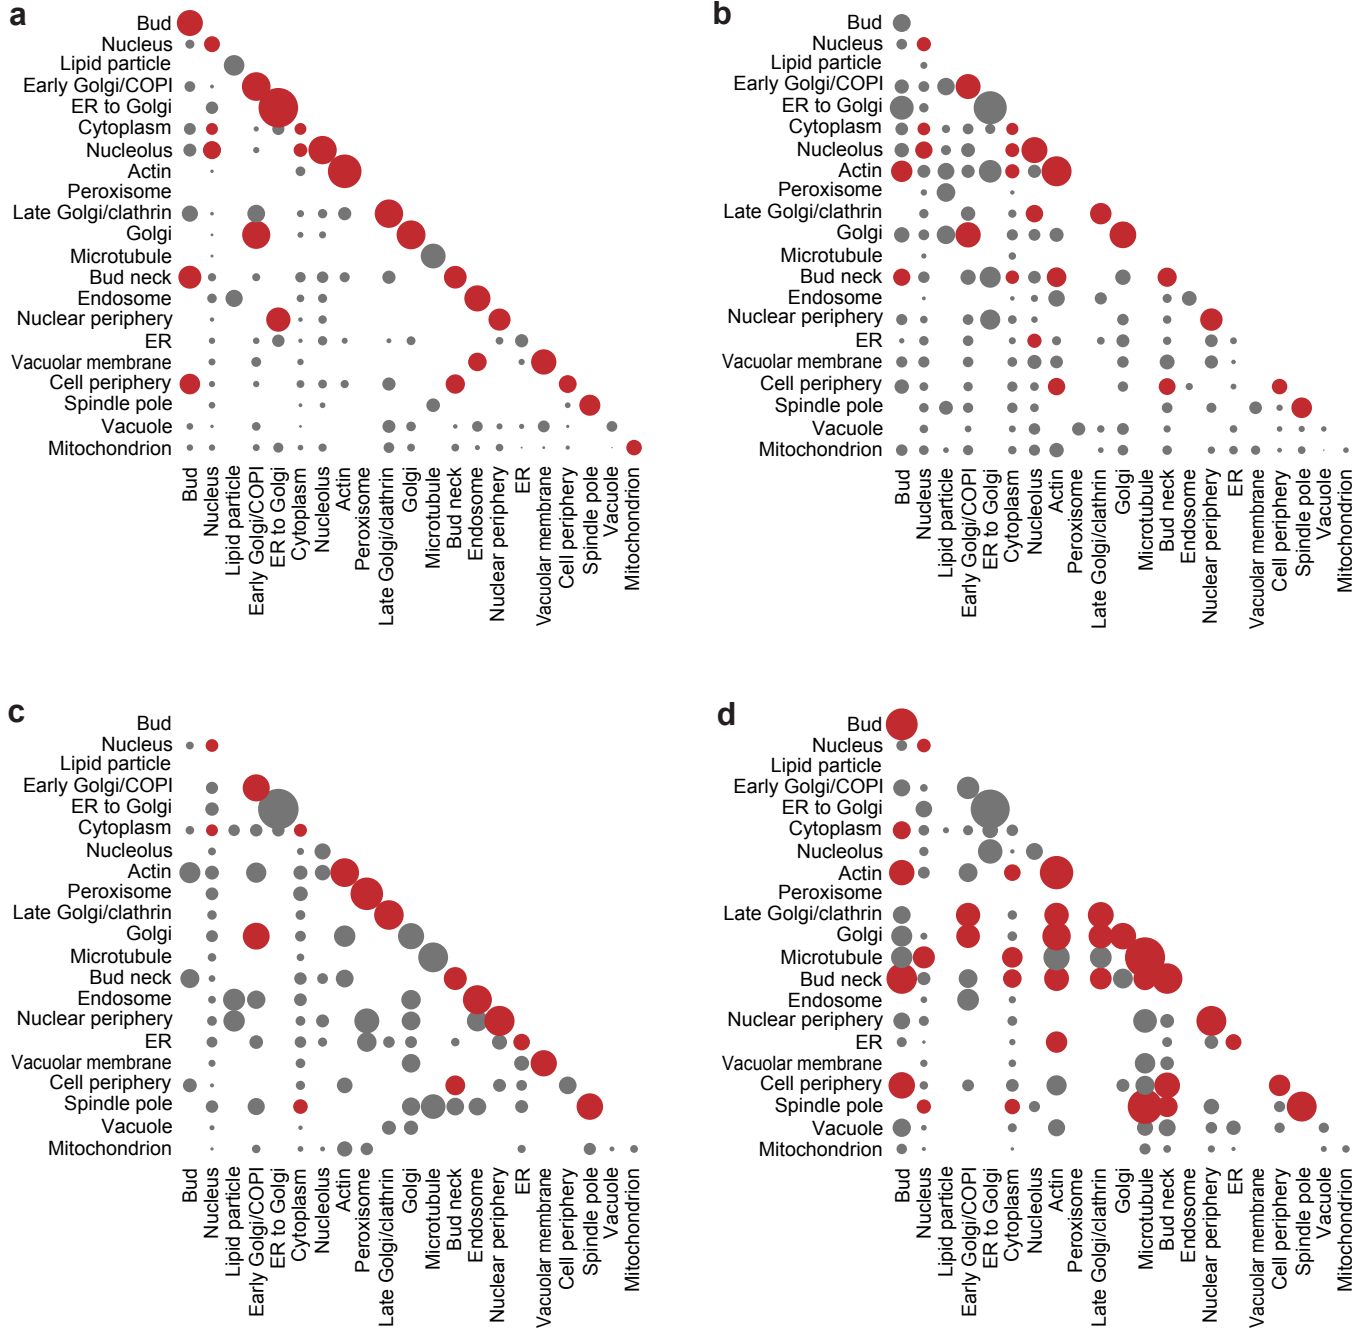 a
Bud
Nucleus
Lipid particle
Early Golgi/COPI
ER to Golgi
Cytoplasm
Nucleolus
Actin
Peroxisome
Late Golgi/clathrin
Golgi
Microtubule
Bud neck
Endosome
Nuclear periphery
ER
Vacuolar membrane
Cell periphery
Spindle pole
Vacuole
Mitochondrion
Bud
Nucleus
Lipid particle
Early Golgi/COPI
ER to Golgi
Cytoplasm
Nucleolus
Actin
Peroxisome
Late Golgi/clathrin
Golgi
Microtubule
Bud neck
Endosome
Nuclear periphery
ER
Vacuolar membrane
Cell periphery
Spindle pole
Vacuole
Mitochondrion
b
Bud
Nucleus
Lipid particle
Early Golgi/COPI
ER to Golgi
Cytoplasm
Nucleolus
Actin
Peroxisome
Late Golgi/clathrin
Golgi
Microtubule
Bud neck
Endosome
Nuclear periphery
ER
Vacuolar membrane
Cell periphery
Spindle pole
Vacuole
Mitochondrion
Bud
Nucleus
Lipid particle
Early Golgi/COPI
ER to Golgi
Cytoplasm
Nucleolus
Actin
Peroxisome
Late Golgi/clathrin
Golgi
Microtubule
Bud neck
Endosome
Nuclear periphery
ER
Vacuolar membrane
Cell periphery
Spindle pole
Vacuole
Mitochondrion
c
Bud
Nucleus
Lipid particle
Early Golgi/COPI
ER to Golgi
Cytoplasm
Nucleolus
Actin
Peroxisome
Late Golgi/clathrin
Golgi
Microtubule
Bud neck
Endosome
Nuclear periphery
ER
Vacuolar membrane
Cell periphery
Spindle pole
Vacuole
Mitochondrion
Bud
Nucleus
Lipid particle
Early Golgi/COPI
ER to Golgi
Cytoplasm
Nucleolus
Actin
Peroxisome
Late Golgi/clathrin
Golgi
Microtubule
Bud neck
Endosome
Nuclear periphery
ER
Vacuolar membrane
Cell periphery
Spindle pole
Vacuole
Mitochondrion
d
Bud
Nucleus
Lipid particle
Early Golgi/COPI
ER to Golgi
Cytoplasm
Nucleolus
Actin
Peroxisome
Late Golgi/clathrin
Golgi
Microtubule
Bud neck
Endosome
Nuclear periphery
ER
Vacuolar membrane
Cell periphery
Spindle pole
Vacuole
Mitochondrion
Bud
Nucleus
Lipid particle
Early Golgi/COPI
ER to Golgi
Cytoplasm
Nucleolus
Actin
Peroxisome
Late Golgi/clathrin
Golgi
Microtubule
Bud neck
Endosome
Nuclear periphery
ER
Vacuolar membrane
Cell periphery
Spindle pole
Vacuole
Mitochondrion